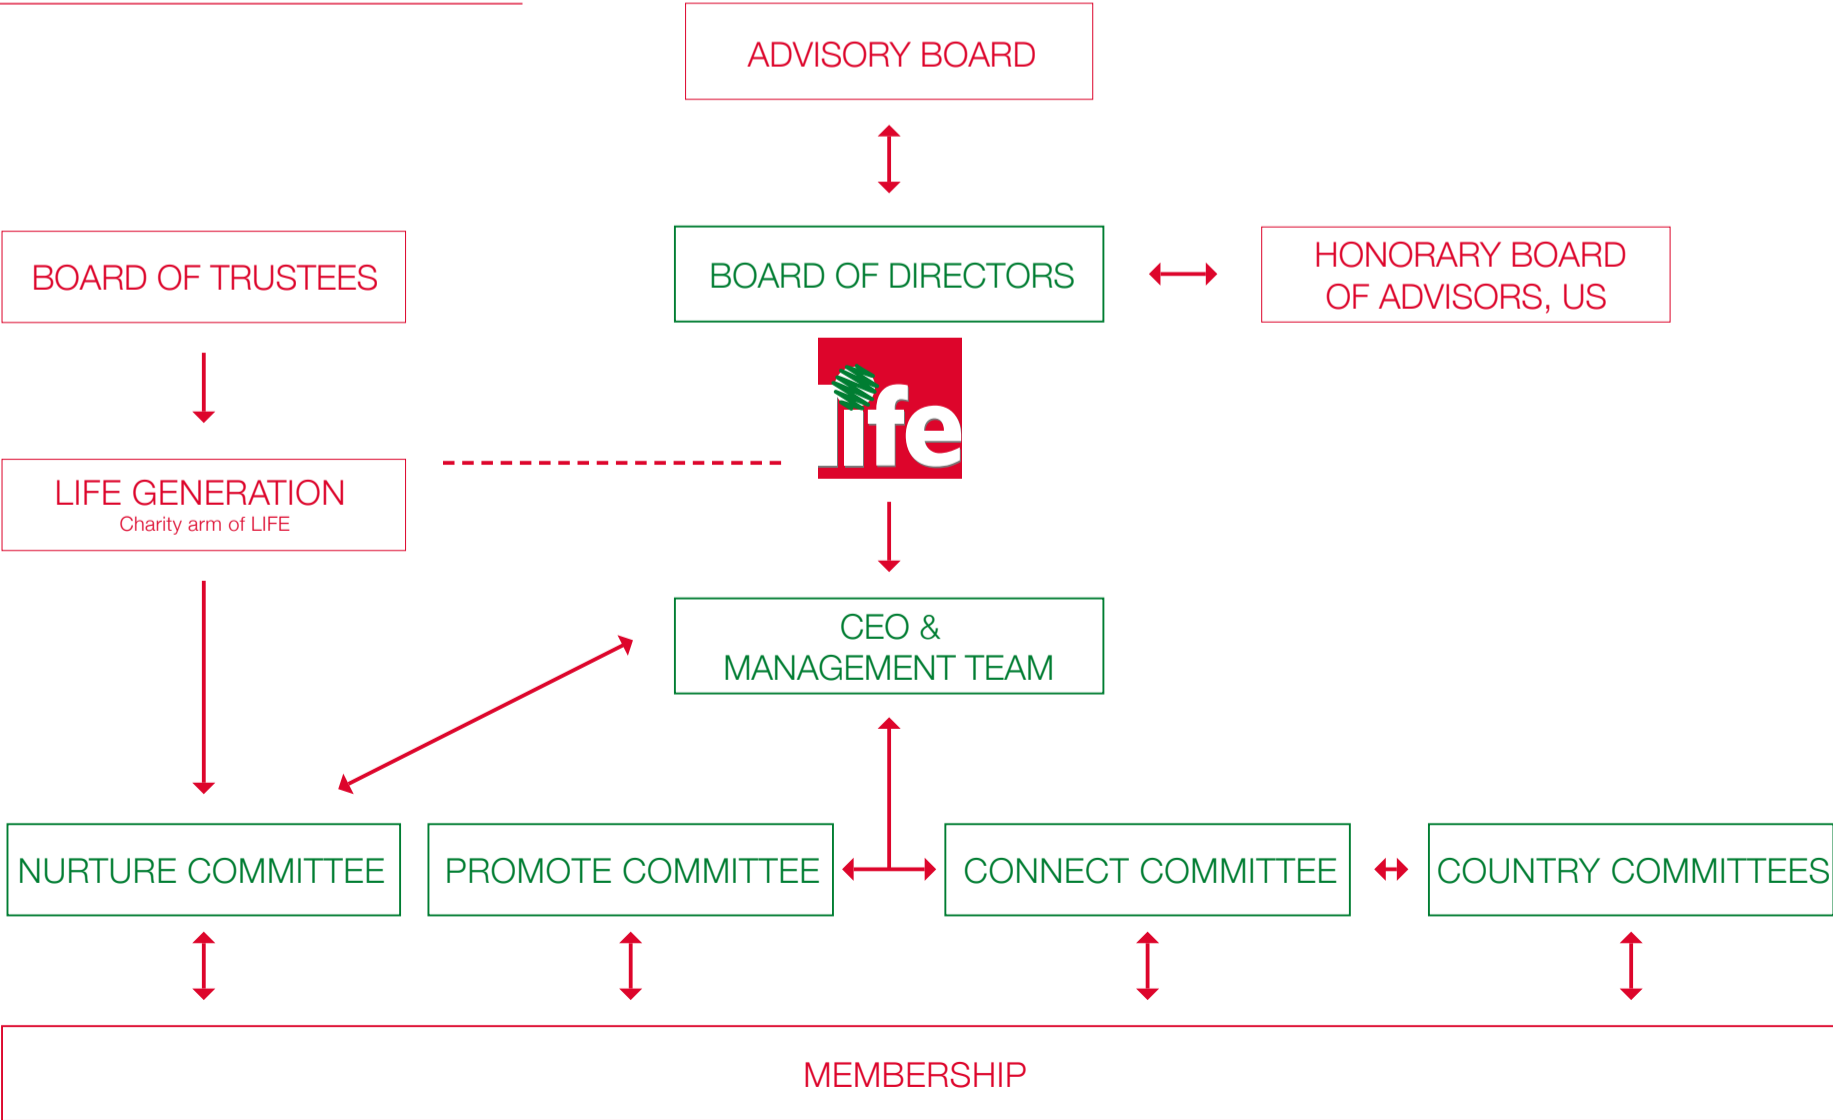 ADVISORY BOARD
BOARD OF TRUSTEES
BOARD OF DIRECTORS
HONORARY BOARD
OF ADVISORS, US
life
LIFE GENERATION
Charity arm of LIFE
CEO &
MANAGEMENT TEAM
NURTURE COMMITTEE
PROMOTE COMMITTEE
CONNECT COMMITTEE
COUNTRY COMMITTEES
MEMBERSHIP